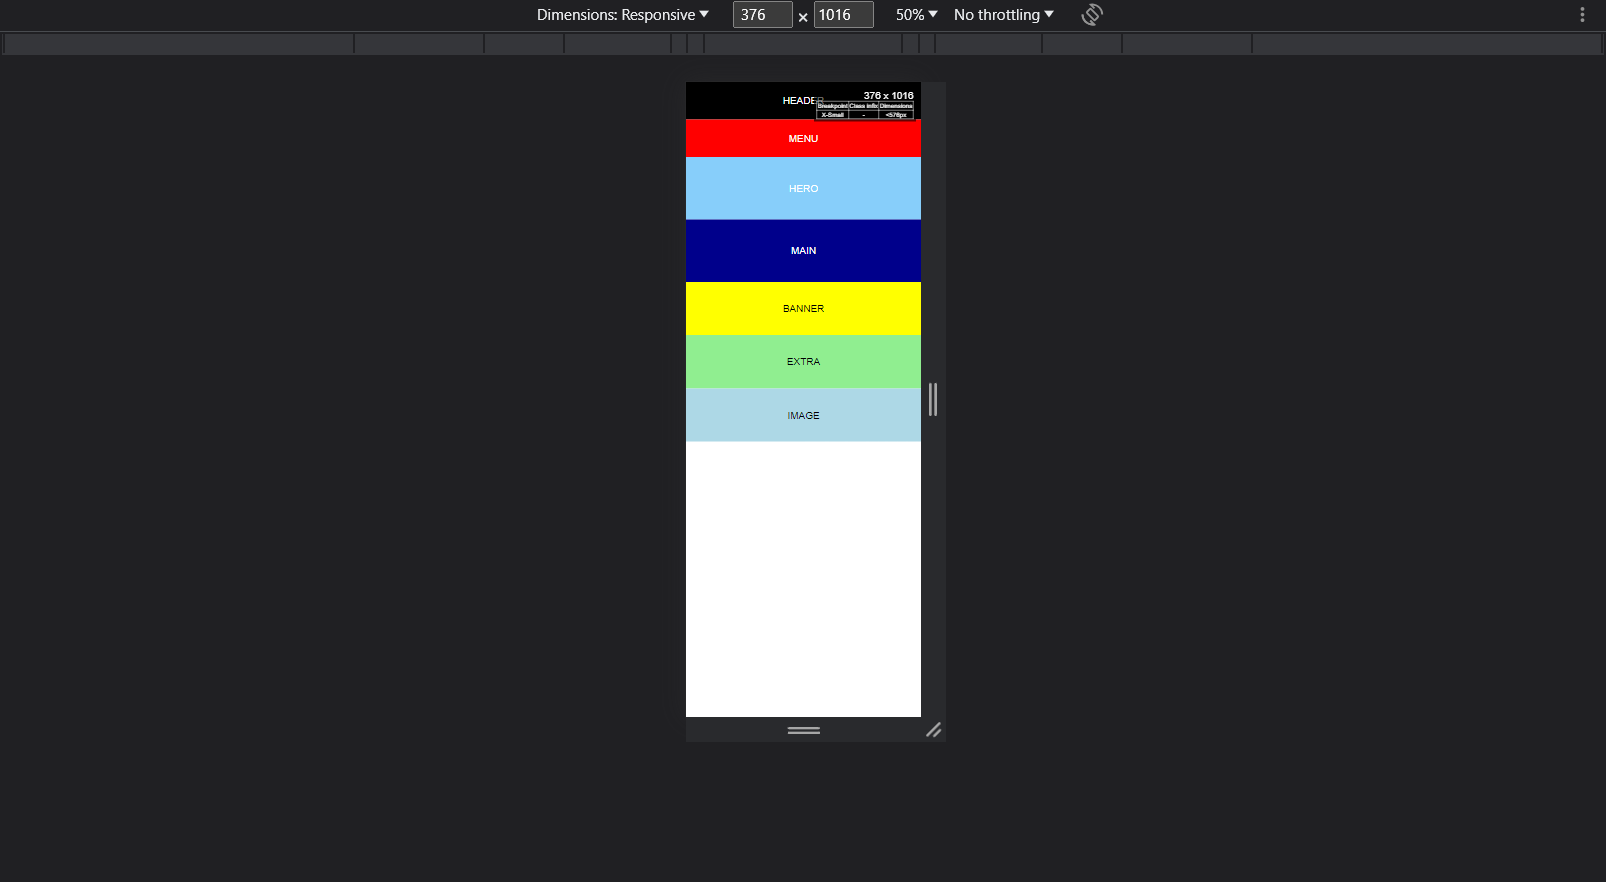 Dimensions: Responsive 376 × 1016 50% No throttling
376 x 1016
HEADER
Breakpoint Class info Dimensions
X-Small - <576px
MENU
HERO
MAIN
BANNER
EXTRA
IMAGE